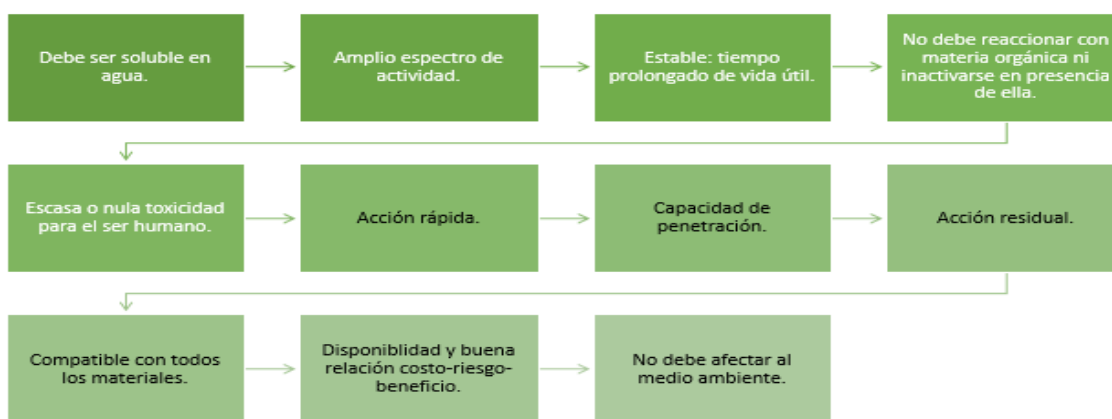 Debe ser soluble en
agua.
Amplio espectro de
actividad.
Estable: tiempo
prolongado de vida útil.
No debe reaccionar con
materia orgánica ni
inactivarse en presencia
de ella.
Escasa o nula toxicidad
para el ser humano.
Acción rápida.
Capacidad de
penetración.
Acción residual.
Compatible con todos
los materiales.
Disponiblidad y buena
relación costo-riesgo-
beneficio.
No debe afectar al
medio ambiente.